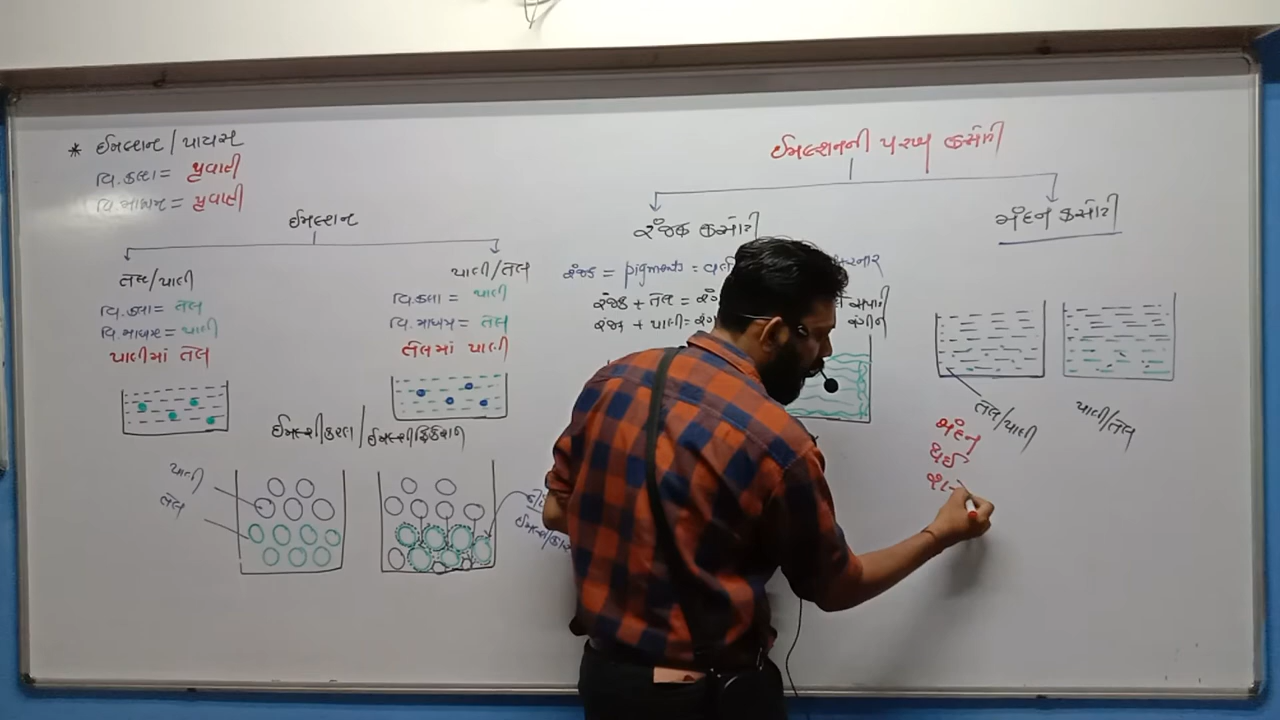 * ઈમલ્શન / પાયસ
વિ.કલા = પ્રવાહી
વિ.માધ્યમ = પ્રવાહી
ઈમલ્શન
તેલ/પાણી
વિ.કલા = તેલ
વિ.માધ્યમ = પાણી
પાણીમાં તેલ
પાણી/તેલ
વિ.કલા = પાણી
વિ.માધ્યમ = તેલ
તેલમાં પાણી
પાણી
તેલ
ઈમલ્શનની પરખ કસોટી
રંજક કસોટી
રંજક = pigments =
રંજક + તેલ =
રંજક + પાણી =
રંગીન
મંદન કસોટી
તેલ/પાણી
પાણી/તેલ
મંદન
થઈ